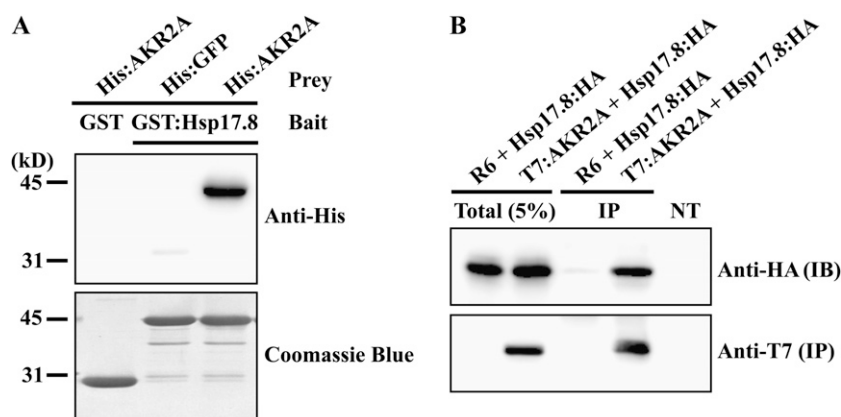 A
His:AKR2A
His:GFP
His:AKR2A
Prey
GST
GST:Hsp17.8
Bait
(kD)
45
31
Anti-His
45
31
Coomassie Blue
B
R6 + Hsp17.8:HA
T7:AKR2A + Hsp17.8:HA
R6 + Hsp17.8:HA
T7:AKR2A + Hsp17.8:HA
Total (5%)
IP
NT
Anti-HA (IB)
Anti-T7 (IP)